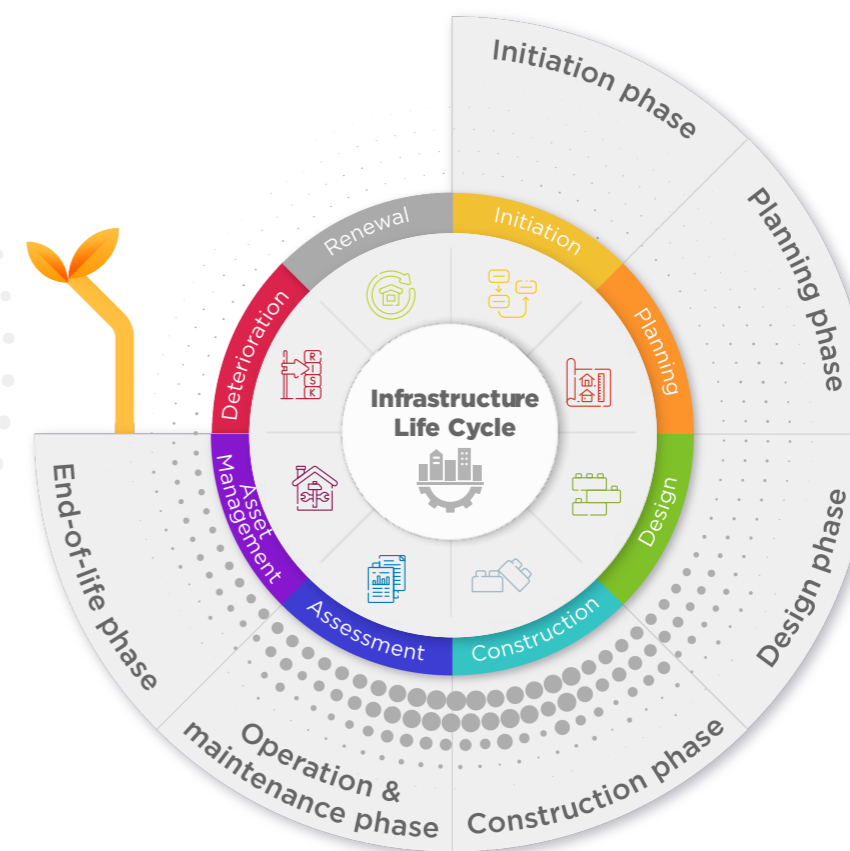 Initiation phase
Planning phase
Design phase
Construction phase
Operation &
maintenance phase
End-of-life phase
Initiation
Planning
Design
Construction
Assessment
Asset
Management
Deterioration
Renewal
RISK
Infrastructure
Life Cycle